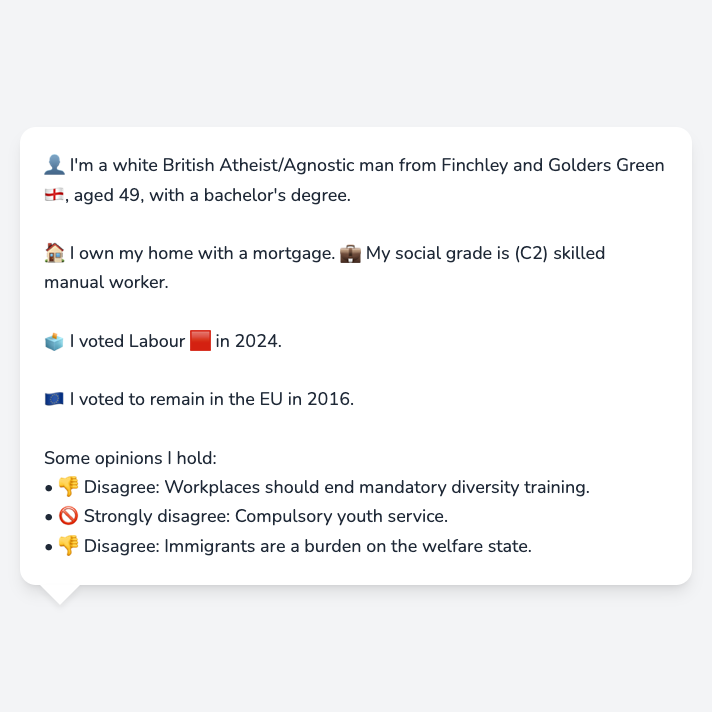 👤 I'm a white British Atheist/Agnostic man from Finchley and Golders Green
🏴󠁧󠁢󠁥󠁮󠁧󠁿, aged 49, with a bachelor's degree.
🏠 I own my home with a mortgage. 💼 My social grade is (C2) skilled
manual worker.
🗳️ I voted Labour 🟥 in 2024.
🇪🇺 I voted to remain in the EU in 2016.
Some opinions I hold:
• 👎 Disagree: Workplaces should end mandatory diversity training.
• 🚫 Strongly disagree: Compulsory youth service.
• 👎 Disagree: Immigrants are a burden on the welfare state.